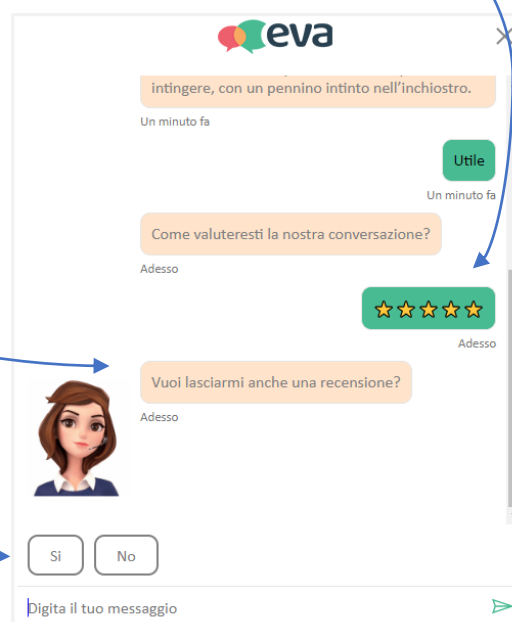 eva
intingere, con un pennino intinto nell'inchiostro.
Un minuto fa
Utile
Un minuto fa
Come valuteresti la nostra conversazione?
Adesso
Adesso
Vuoi lasciarmi anche una recensione?
Adesso
Si
No
Digita il tuo messaggio